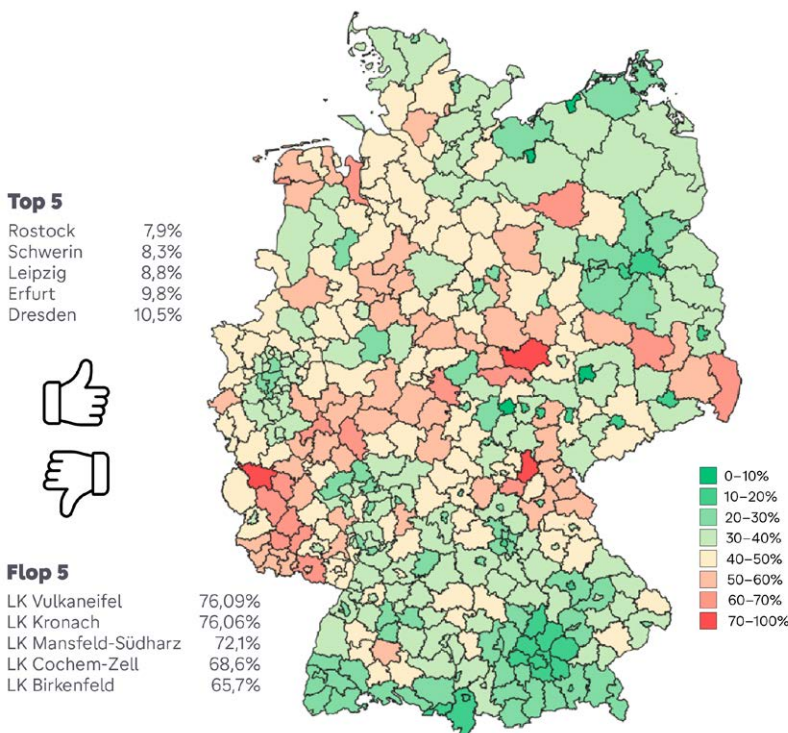 Top 5
Rostock 7,9%
Schwerin 8,3%
Leipzig 8,8%
Erfurt 9,8%
Dresden 10,5%
Flop 5
LK Vulkaneifel 76,09%
LK Kronach 76,06%
LK Mansfeld-Südharz 72,1%
LK Cochem-Zell 68,6%
LK Birkenfeld 65,7%
0–10%
10–20%
20–30%
30–40%
40–50%
50–60%
60–70%
70–100%